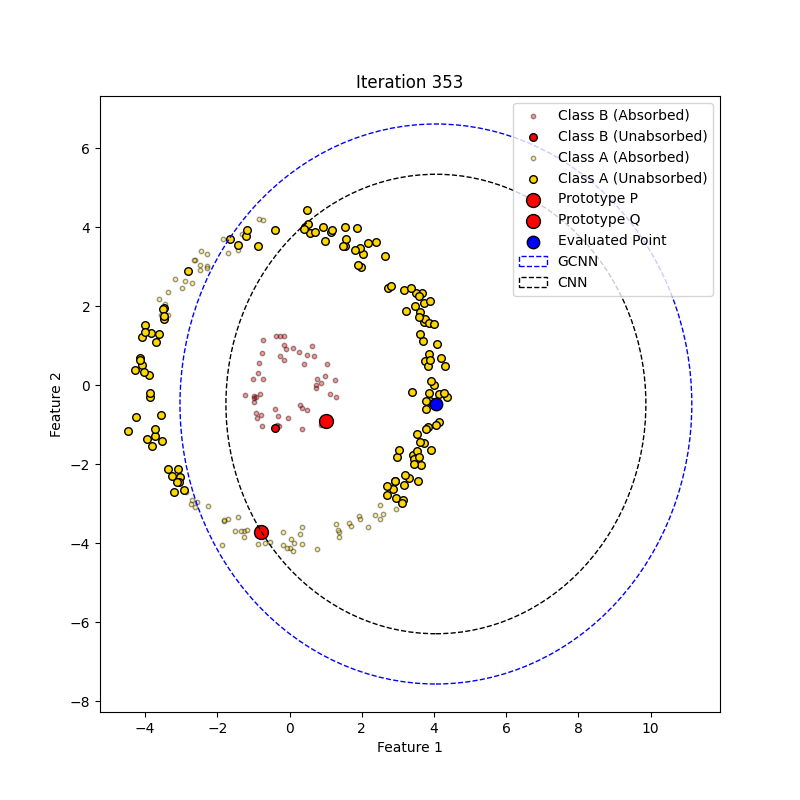 Iteration 353
Class B (Absorbed)
Class B (Unabsorbed)
Class A (Absorbed)
Class A (Unabsorbed)
Prototype P
Prototype Q
Evaluated Point
GCNN
CNN
6
4
2
0
−2
−4
−6
−8
Feature 2
−4 −2 0 2 4 6 8 10
Feature 1